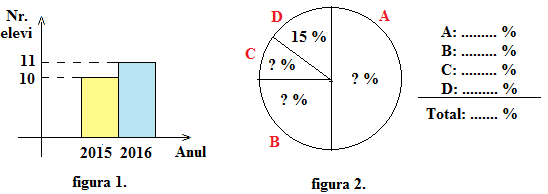 Nr.
elevi
11
10
2015 2016 Anul
figura 1.
D
A
15 %
C
? %
? %
? %
B
figura 2.
A: ......... %
B: ......... %
C: ......... %
D: ......... %
Total: ....... %